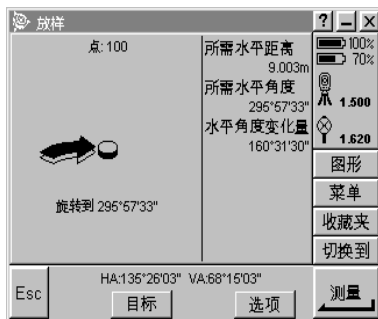 放样
? _ x
点: 100
所需水平距离
9.003m
所需水平角度
295°57'33"
水平角度变化量
160°31'30"
旋转到 295°57'33"
100%
70%
1.500
1.620
图形
菜单
收藏夹
切换到
Esc
HA:135°26'03" VA:68°15'03"
目标
选项
测量